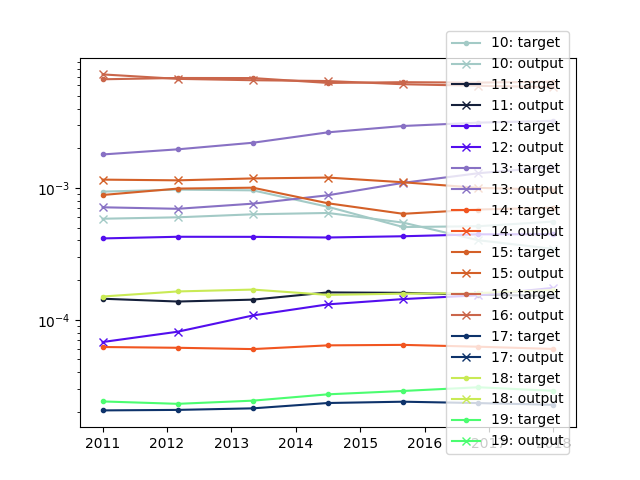 10: target
10: output
11: target
11: output
12: target
12: output
13: target
13: output
14: target
14: output
15: target
15: output
16: target
16: output
17: target
17: output
18: target
18: output
19: target
19: output
10⁻³
10⁻⁴
2011 2012 2013 2014 2015 2016 2017 2018